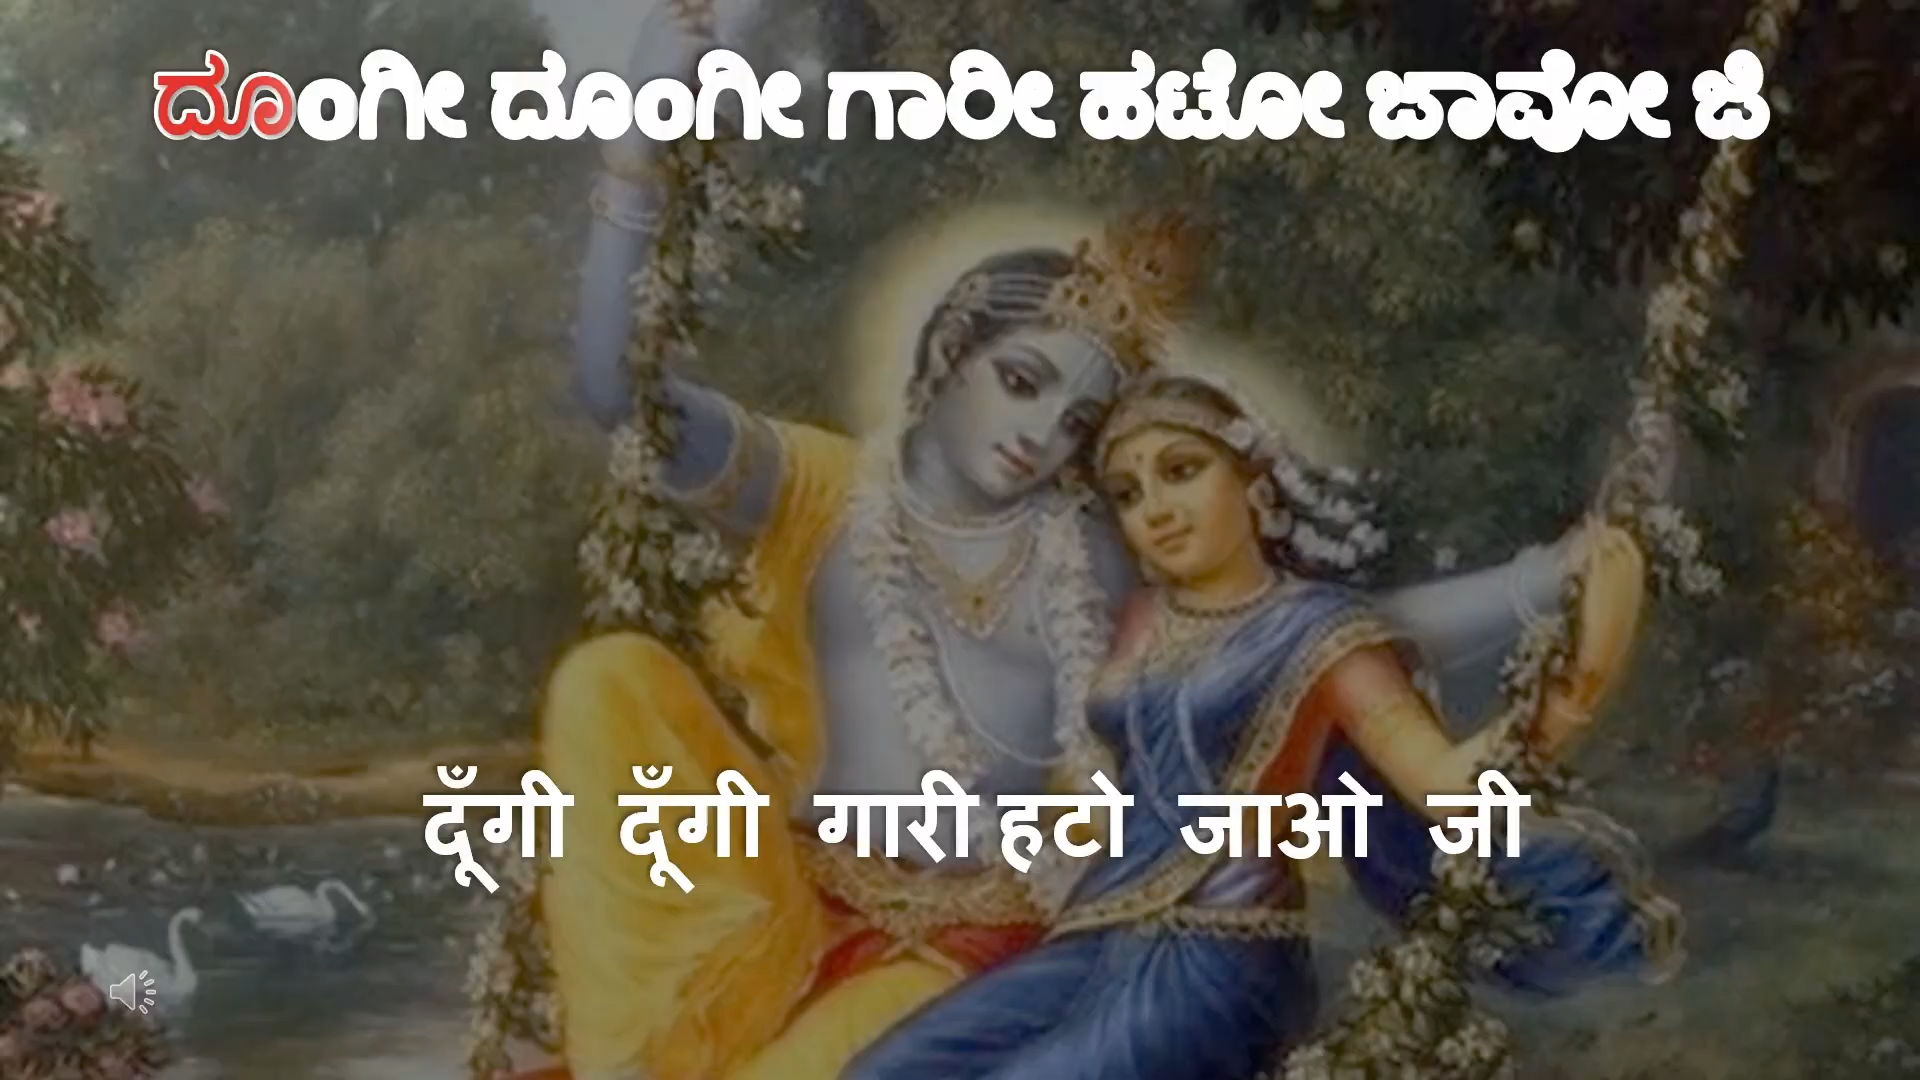 ದೂಂಗೀ ದೂಂಗೀ ಗಾರೀ ಹಟೋ ಜಾವೋ ಜಿ
दूँगी दूँगी गारी हटो जाओ जी